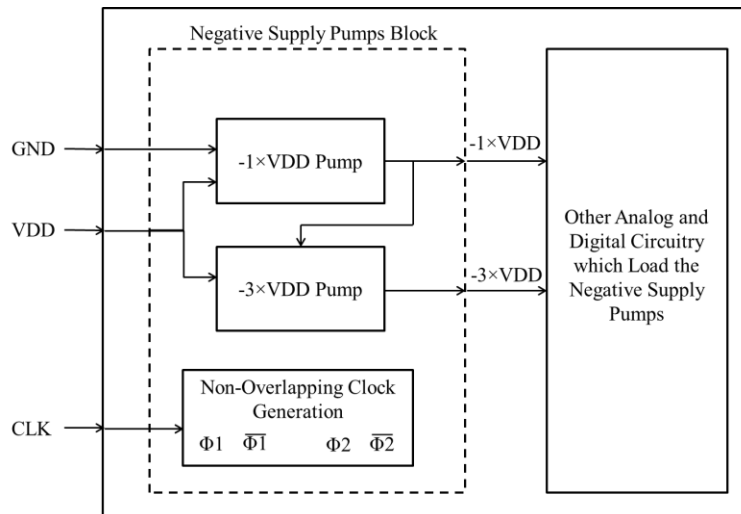 Negative Supply Pumps Block
GND
-1×VDD Pump
-1×VDD
VDD
-3×VDD Pump
-3×VDD
Other Analog and
Digital Circuitry
which Load the
Negative Supply
Pumps
CLK
Non-Overlapping Clock
Generation
Φ1 Φ1̅ Φ2 Φ2̅